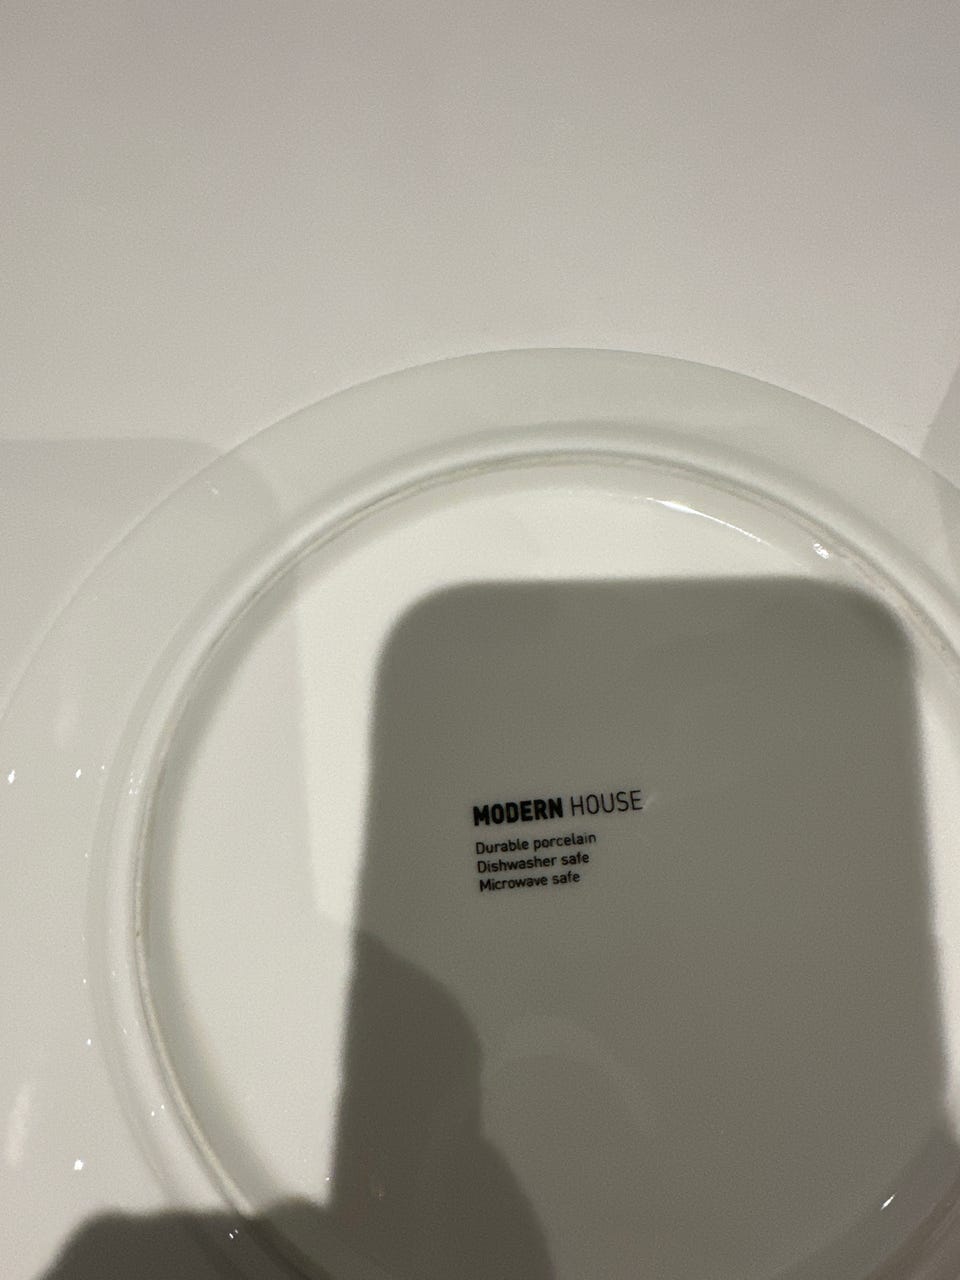 MODERN HOUSE
Durable porcelain
Dishwasher safe
Microwave safe